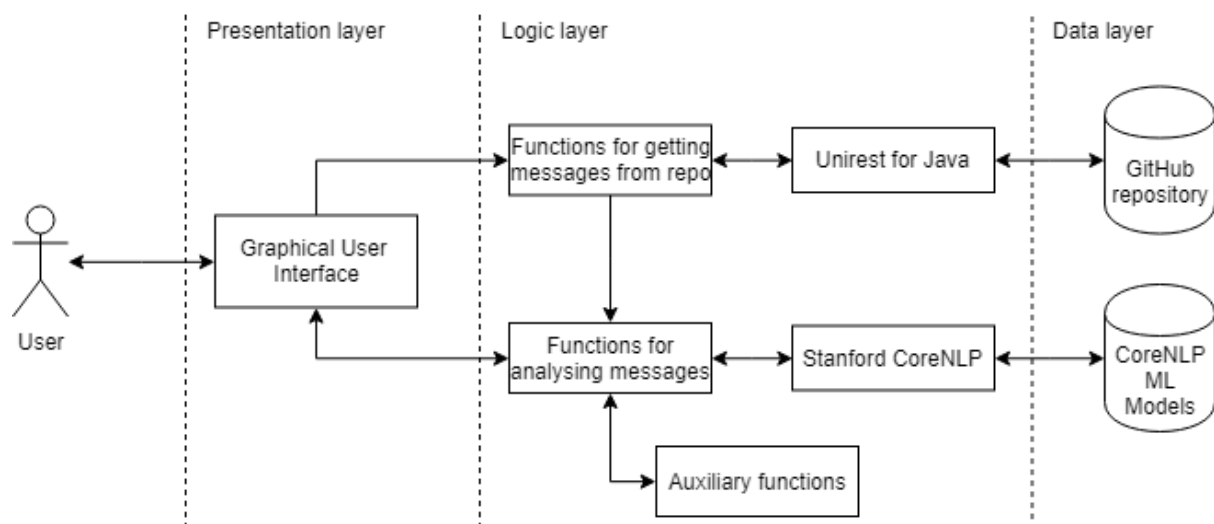 Presentation layer
Logic layer
Data layer
Functions for getting
messages from repo
Unirest for Java
GitHub
repository
Graphical User
Interface
User
Functions for
analysing messages
Stanford CoreNLP
CoreNLP
ML
Models
Auxiliary functions